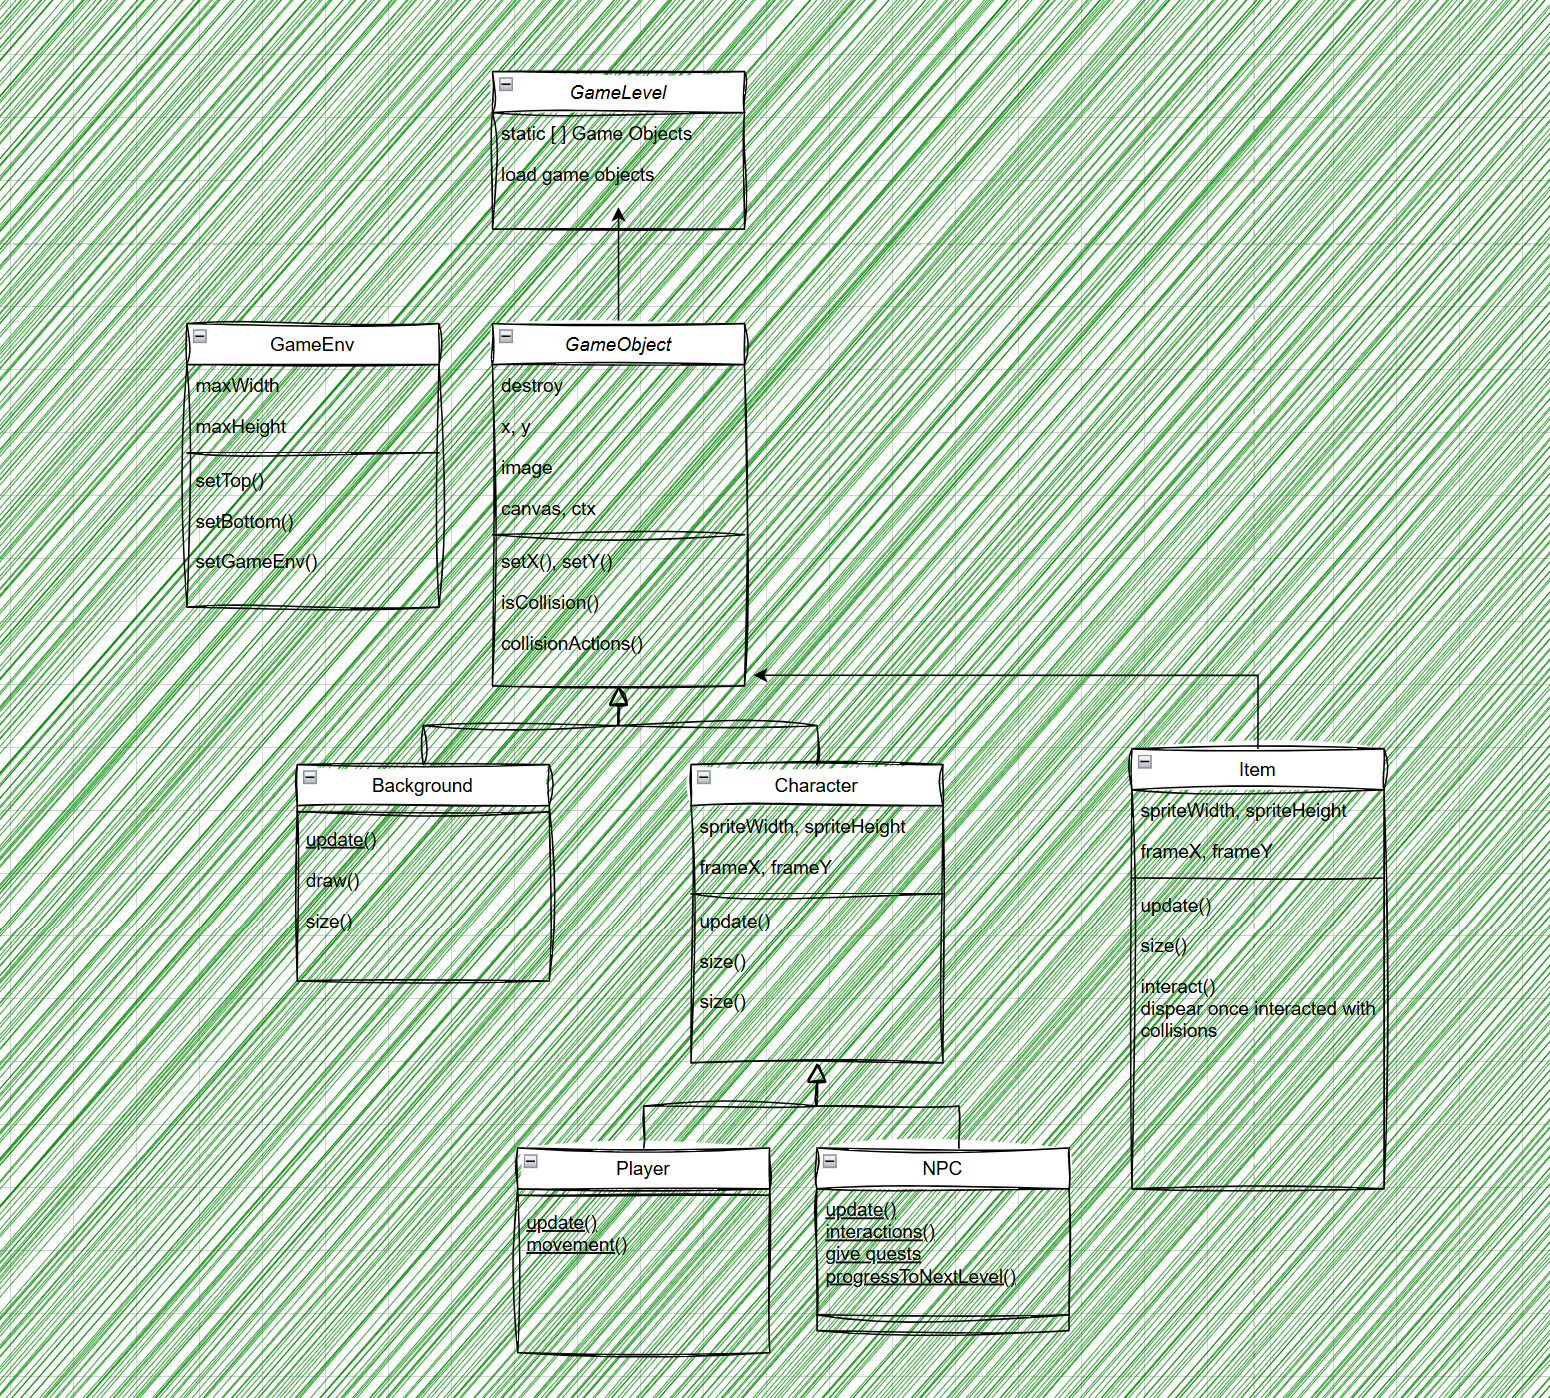 GameLevel
static [ ] Game Objects
load game objects
GameEnv
maxWidth
maxHeight
setTop()
setBottom()
setGameEnv()
GameObject
destroy
x, y
image
canvas, ctx
setX(), setY()
isCollision()
collisionActions()
Background
update()
draw()
size()
Character
spriteWidth, spriteHeight
frameX, frameY
update()
size()
size()
Item
spriteWidth, spriteHeight
frameX, frameY
update()
size()
interact()
dispear once interacted with
collisions
Player
update()
movement()
NPC
update()
interactions()
give quests
progressToNextLevel()